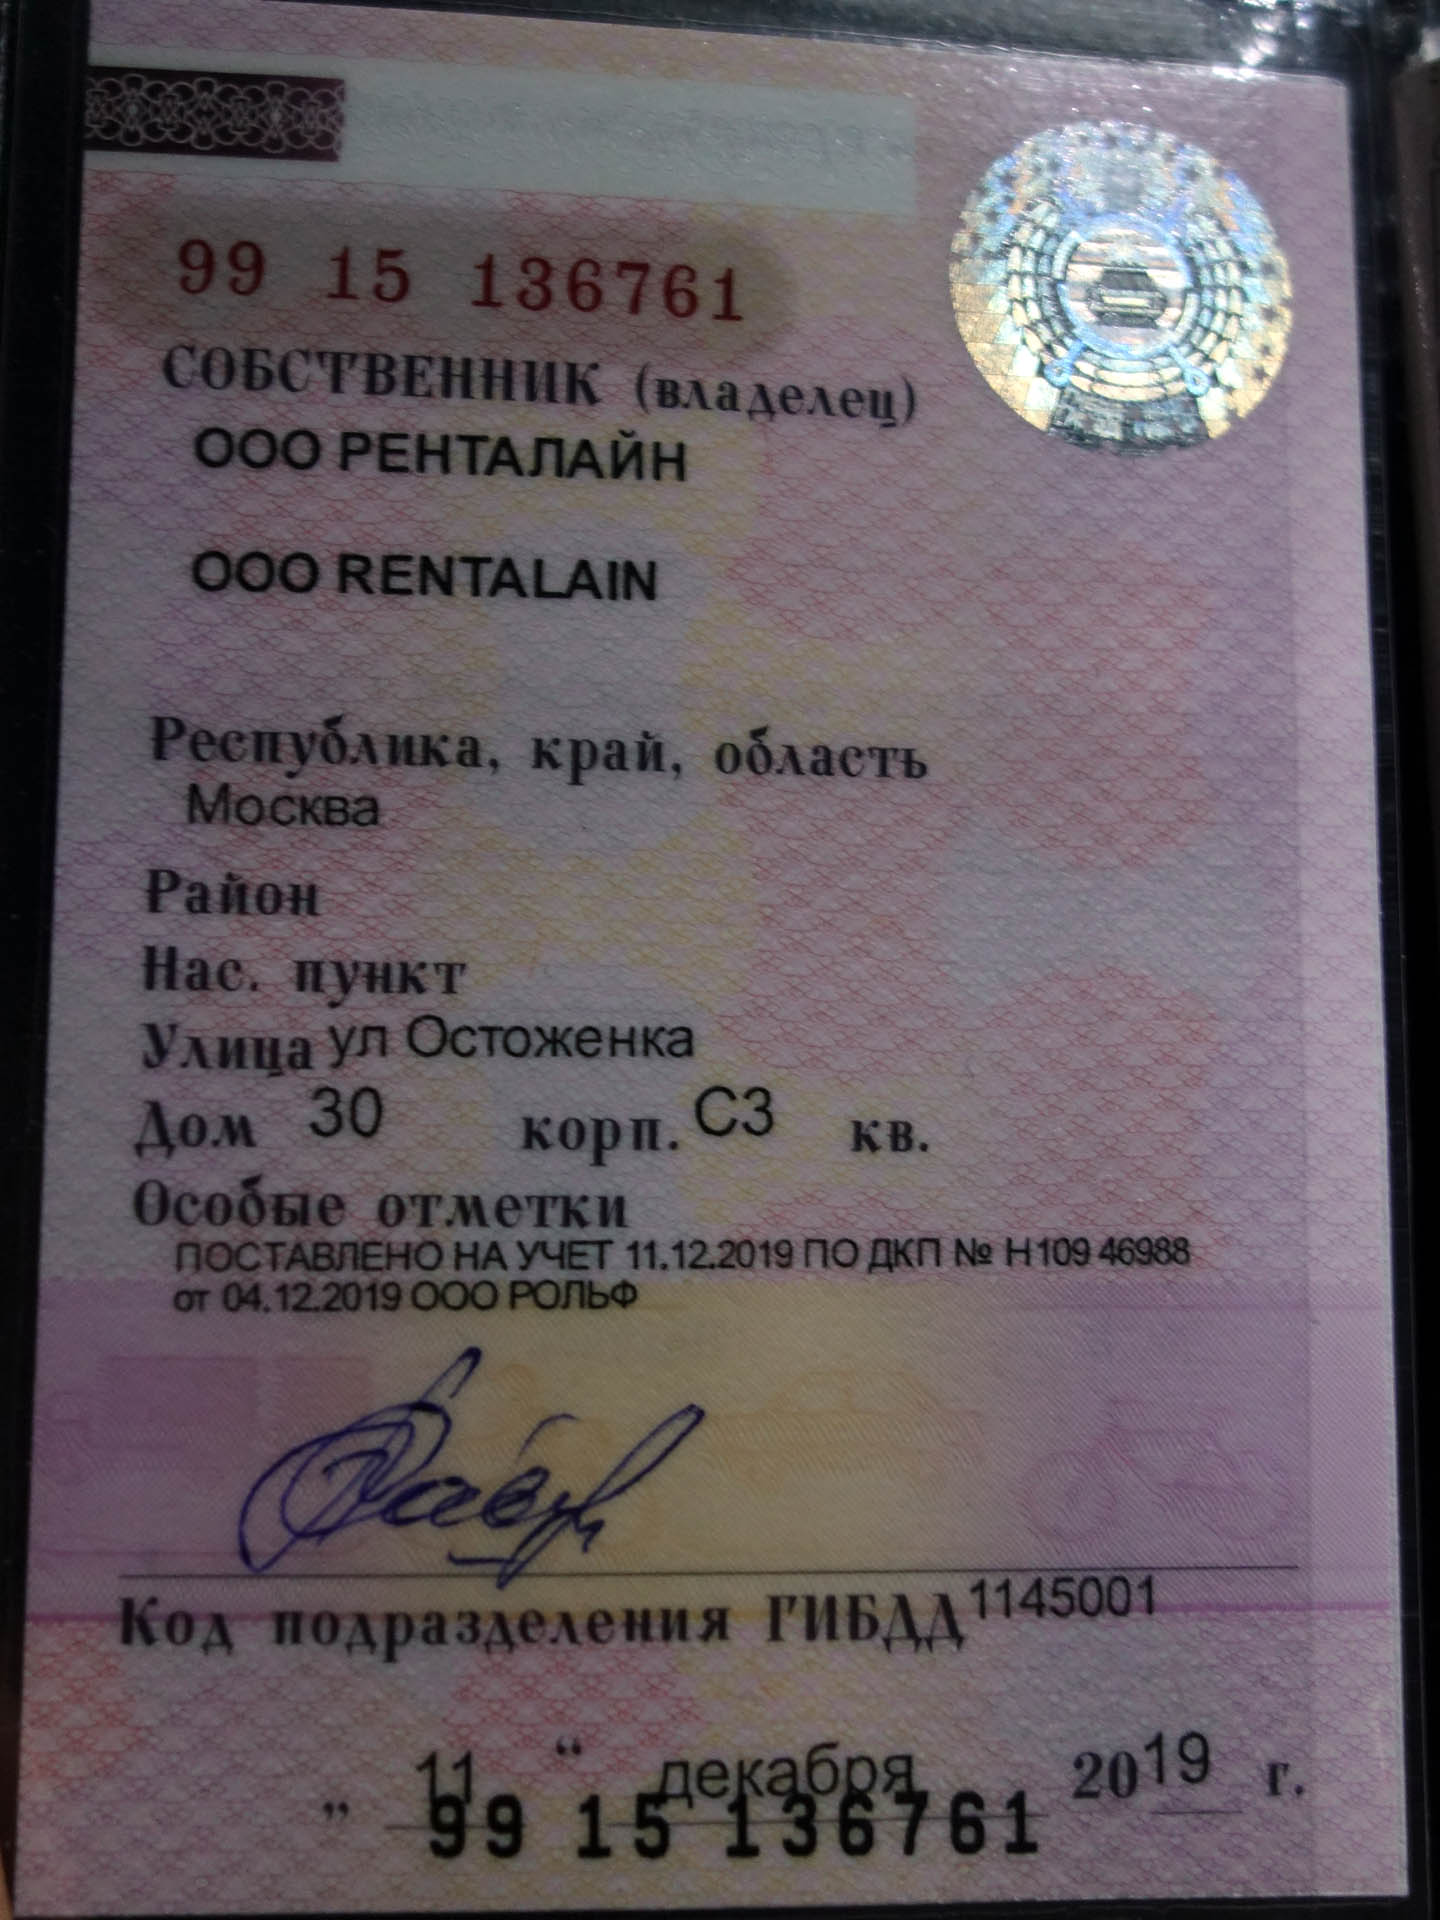 99 15 136761
СОБСТВЕННИК (владелец)
ООО РЕНТАЛАЙН
ООО RENTALAIN
Республика, край, область
Москва
Район
Нас. пункт
Улица ул Остоженка
Дом 30 корп. С3 кв.
Особые отметки
ПОСТАВЛЕНО НА УЧЕТ 11.12.2019 ПО ДКП № Н109 46988
от 04.12.2019 ООО РОЛЬФ
Код подразделения ГИБДД 1145001
" 11 “ декабря 2019 г.
99 15 136761